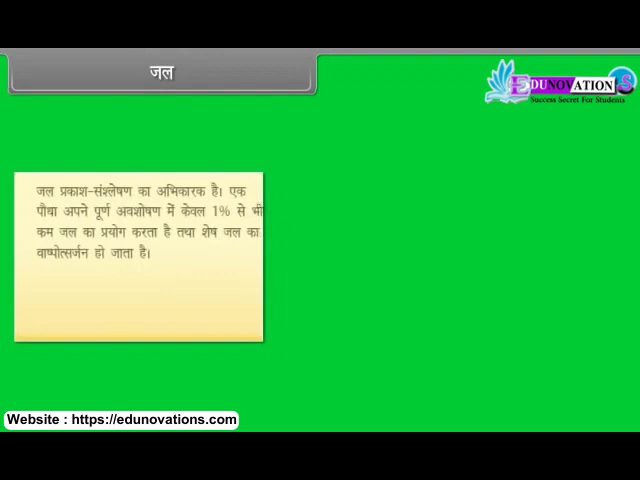 जल
EDUNOVATIONS
Success Secret For Students
जल प्रकाश-संश्लेषण का अभिकारक है। एक
पौधा अपने पूर्ण अवशोषण में केवल 1% से भी
कम जल का प्रयोग करता है तथा शेष जल का
वाष्पोत्सर्जन हो जाता है।
Website : https://edunovations.com